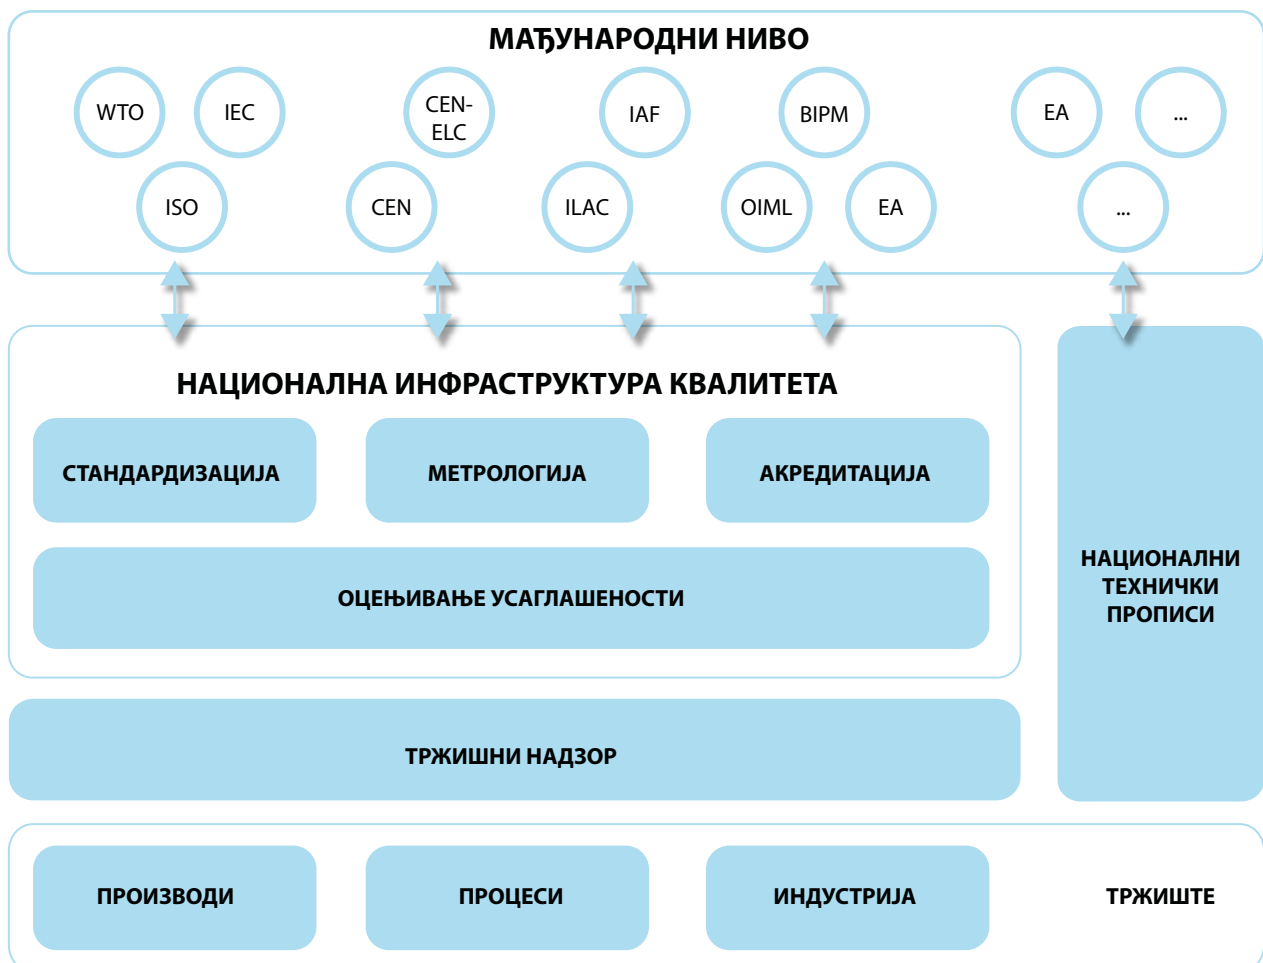 МАЂУНАРОДНИ НИВО
WTO
IEC
CEN-
ELC
IAF
BIPM
EA
...
ISO
CEN
ILAC
OIML
EA
...
НАЦИОНАЛНА ИНФРАСТРУКТУРА КВАЛИТЕТА
СТАНДАРДИЗАЦИЈА
МЕТРОЛОГИЈА
АКРЕДИТАЦИЈА
ОЦЕЊИВАЊЕ УСАГЛАШЕНОСТИ
НАЦИОНАЛНИ
ТЕХНИЧКИ
ПРОПИСИ
ТРЖИШНИ НАДЗОР
ПРОИЗВОДИ
ПРОЦЕСИ
ИНДУСТРИЈА
ТРЖИШТЕ